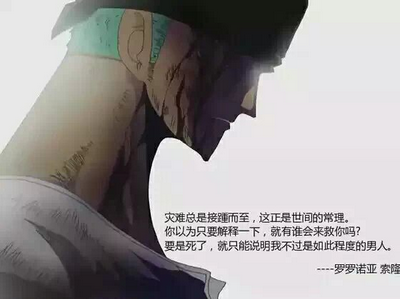 灾难总是接踵而至，这正是世间的常理。
你以为只要解释一下，就有谁会来救你吗?
要是死了，就只能说明我不过是如此程度的男人。
----罗罗诺亚 索隆